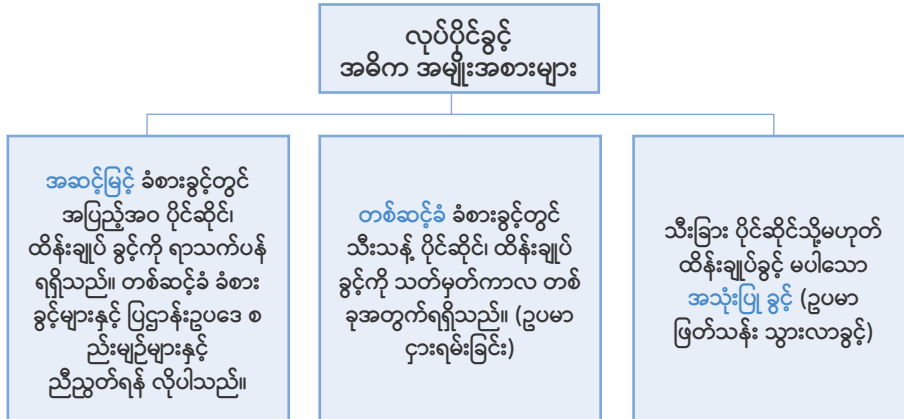 လုပ်ပိုင်ခွင့်
အဓိက အမျိုးအစားများ
အဆင့်မြင့် ခံစားခွင့်တွင်
အပြည့်အဝ ပိုင်ဆိုင်၊
ထိန်းချုပ် ခွင့်ကို ရာသက်ပန်
ရရှိသည်။ တစ်ဆင့်ခံ ခံစား
ခွင့်များနှင့် ပြဌာန်းဥပဒေ စ
ည်းမျဉ်များနှင့်
ညီညွတ်ရန် လိုပါသည်။
တစ်ဆင့်ခံ ခံစားခွင့်တွင်
သီးသန့် ပိုင်ဆိုင်၊ ထိန်းချုပ်
ခွင့်ကို သတ်မှတ်ကာလ တစ်
ခုအတွက်ရရှိသည်။ (ဥပမာ
ငှားရမ်းခြင်း)
သီးခြား ပိုင်ဆိုင်သို့မဟုတ်
ထိန်းချုပ်ခွင့် မပါသော
အသုံးပြု ခွင့် (ဥပမာ
ဖြတ်သန်း သွားလာခွင့်)